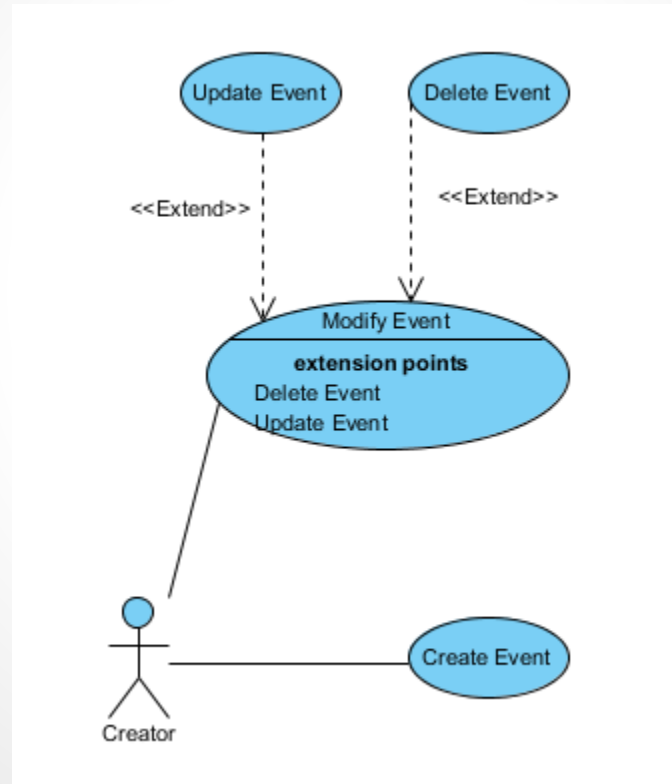 Update Event
Delete Event
<<Extend>>
<<Extend>>
Modify Event
extension points
Delete Event
Update Event
Create Event
Creator